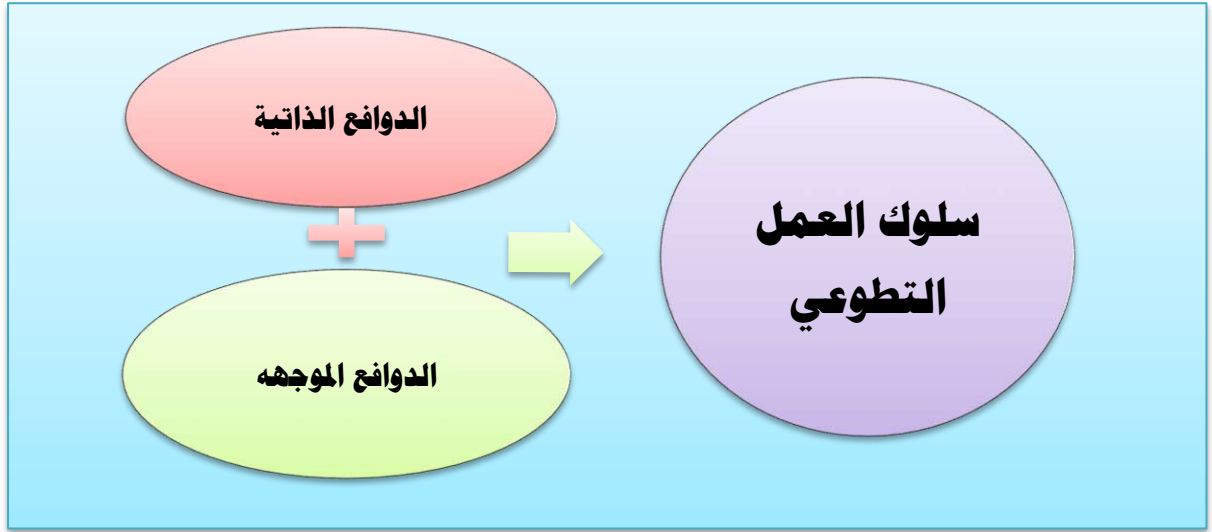 الدوافع الذاتية
الدوافع الموجهه
سلوك العمل
التطوعي